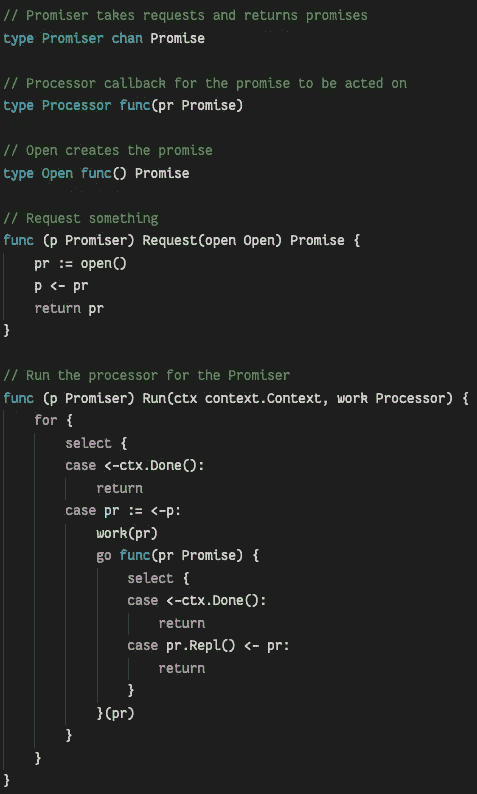 // Promiser takes requests and returns promises
type Promiser chan Promise

// Processor callback for the promise to be acted on
type Processor func(pr Promise)

// Open creates the promise
type Open func() Promise

// Request something
func (p Promiser) Request(open Open) Promise {
    pr := open()
    p <- pr
    return pr
}

// Run the processor for the Promiser
func (p Promiser) Run(ctx context.Context, work Processor) {
    for {
        select {
        case <-ctx.Done():
            return
        case pr := <-p:
            work(pr)
            go func(pr Promise) {
                select {
                case <-ctx.Done():
                    return
                case pr.Repl() <- pr:
                    return
                }
            }(pr)
        }
    }
}